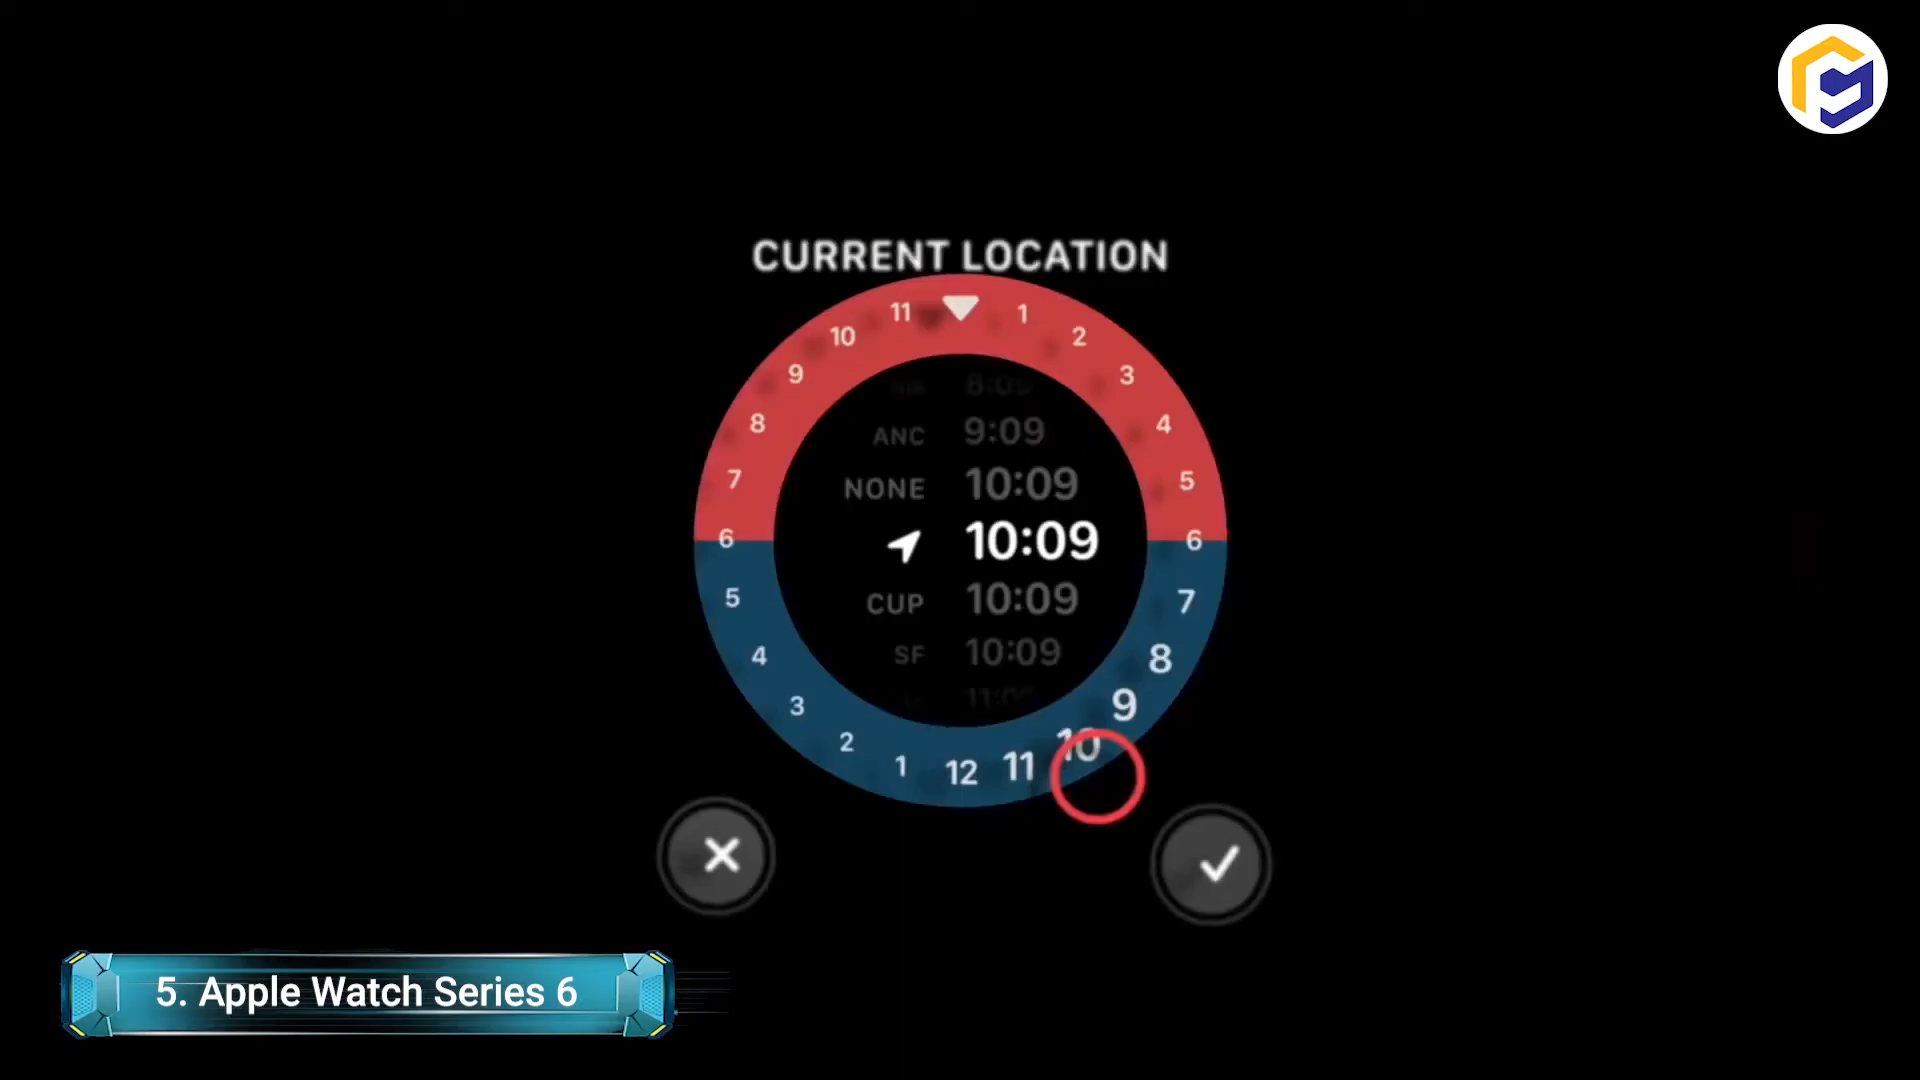 CURRENT LOCATION
11 1
10 2
9 3
8 4
7 5
6 6
5 7
4 8
3 9
2 10
1 12 11
ANC 9:09
NONE 10:09
10:09
CUP 10:09
SF 10:09
5. Apple Watch Series 6